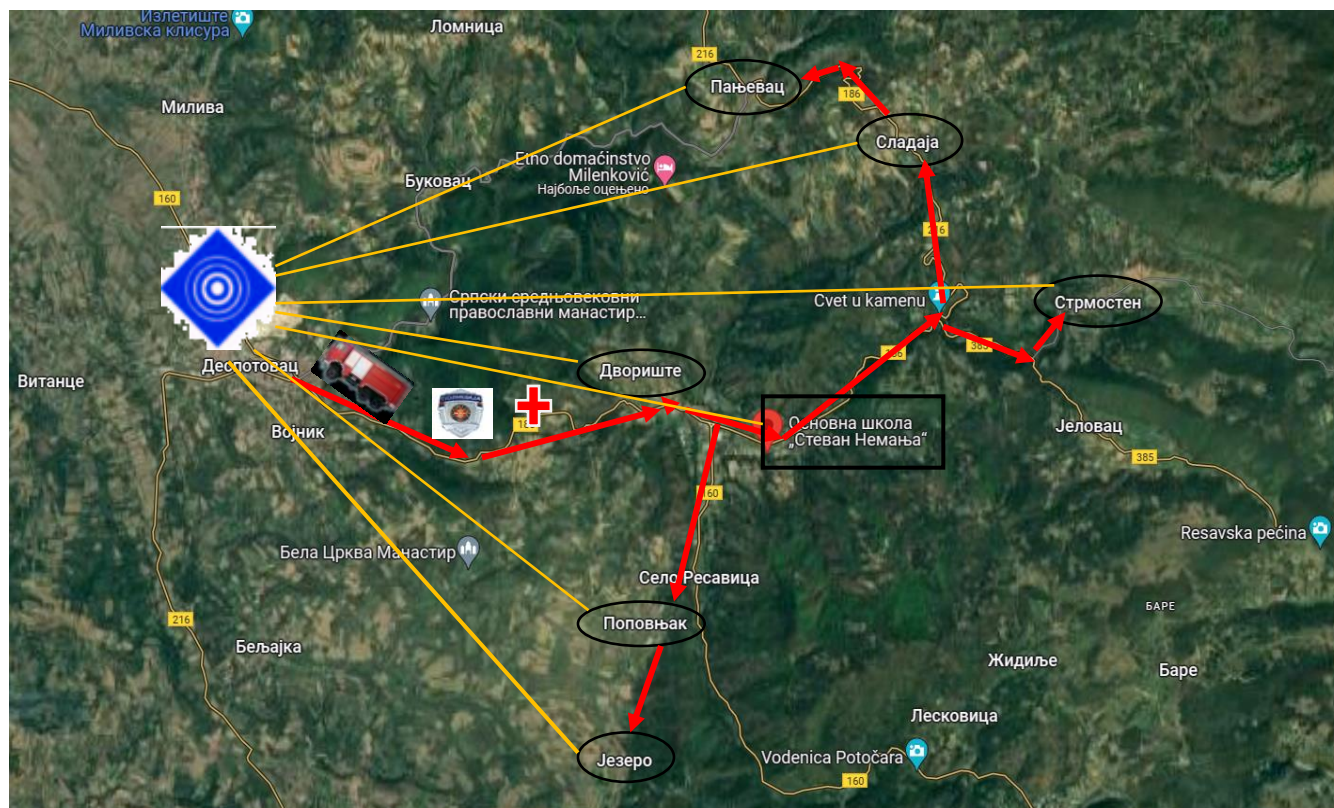 Излетиште
Миливска клисура
Ломница
216
Пањевац
186
Милива
Сладаја
Etno domaćinstvo
Milenković
Најбоље оцењено
Буковац
160
216
Српски средњовековни
православни манастир...
Cvet u kamenu
Стрмостен
385
186
Деспотовац
Витанце
Двориште
Војник
Основна школа
„Стеван Немања“
Јеловац
385
160
Resavska pećina
Бела Црква Манастир
Село Ресавица
БАРЕ
216
Поповњак
Бељајка
Жидиље
Баре
Лесковица
Vodenica Potočara
Језеро
160
160